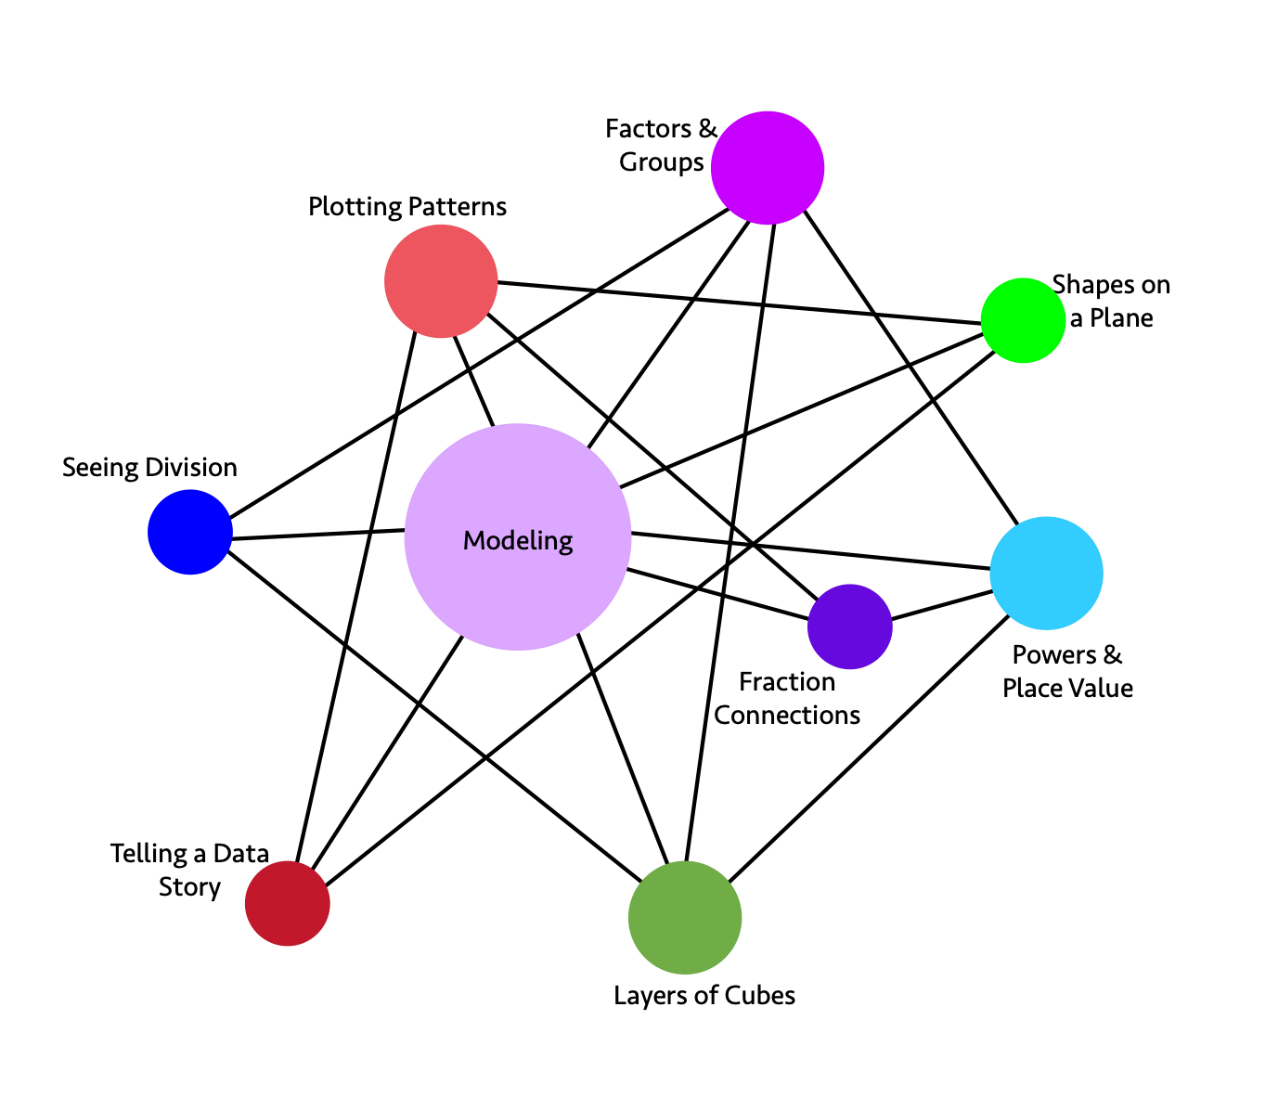 Factors &
Groups
Plotting Patterns
Shapes on
a Plane
Seeing Division
Modeling
Powers &
Place Value
Fraction
Connections
Telling a Data
Story
Layers of Cubes